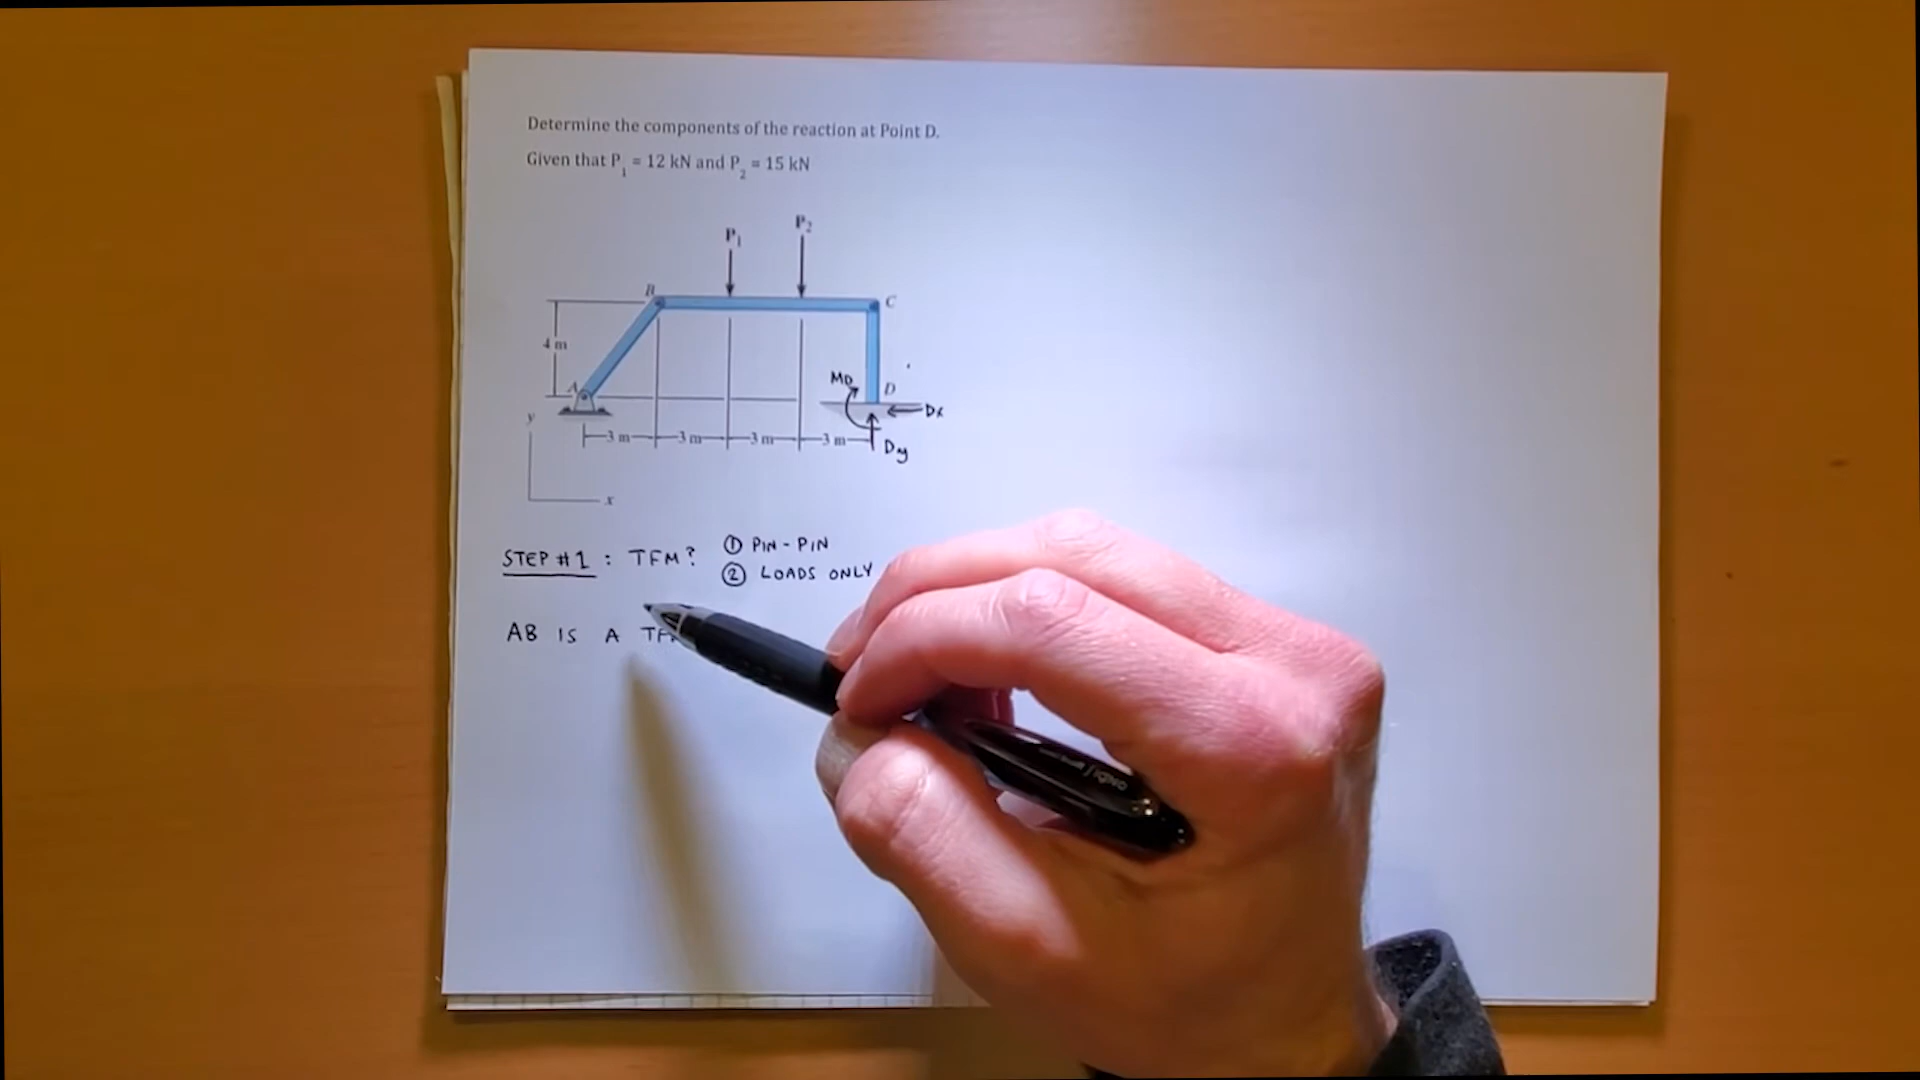 Determine the components of the reaction at Point D.
Given that P1 = 12 kN and P2 = 15 kN
P1
P2
B
C
4 m
A
MD
D
Dx
y
3 m
3 m
3 m
3 m
Dy
x
STEP #1 : TFM?
① PIN - PIN
② LOADS ONLY
AB IS A